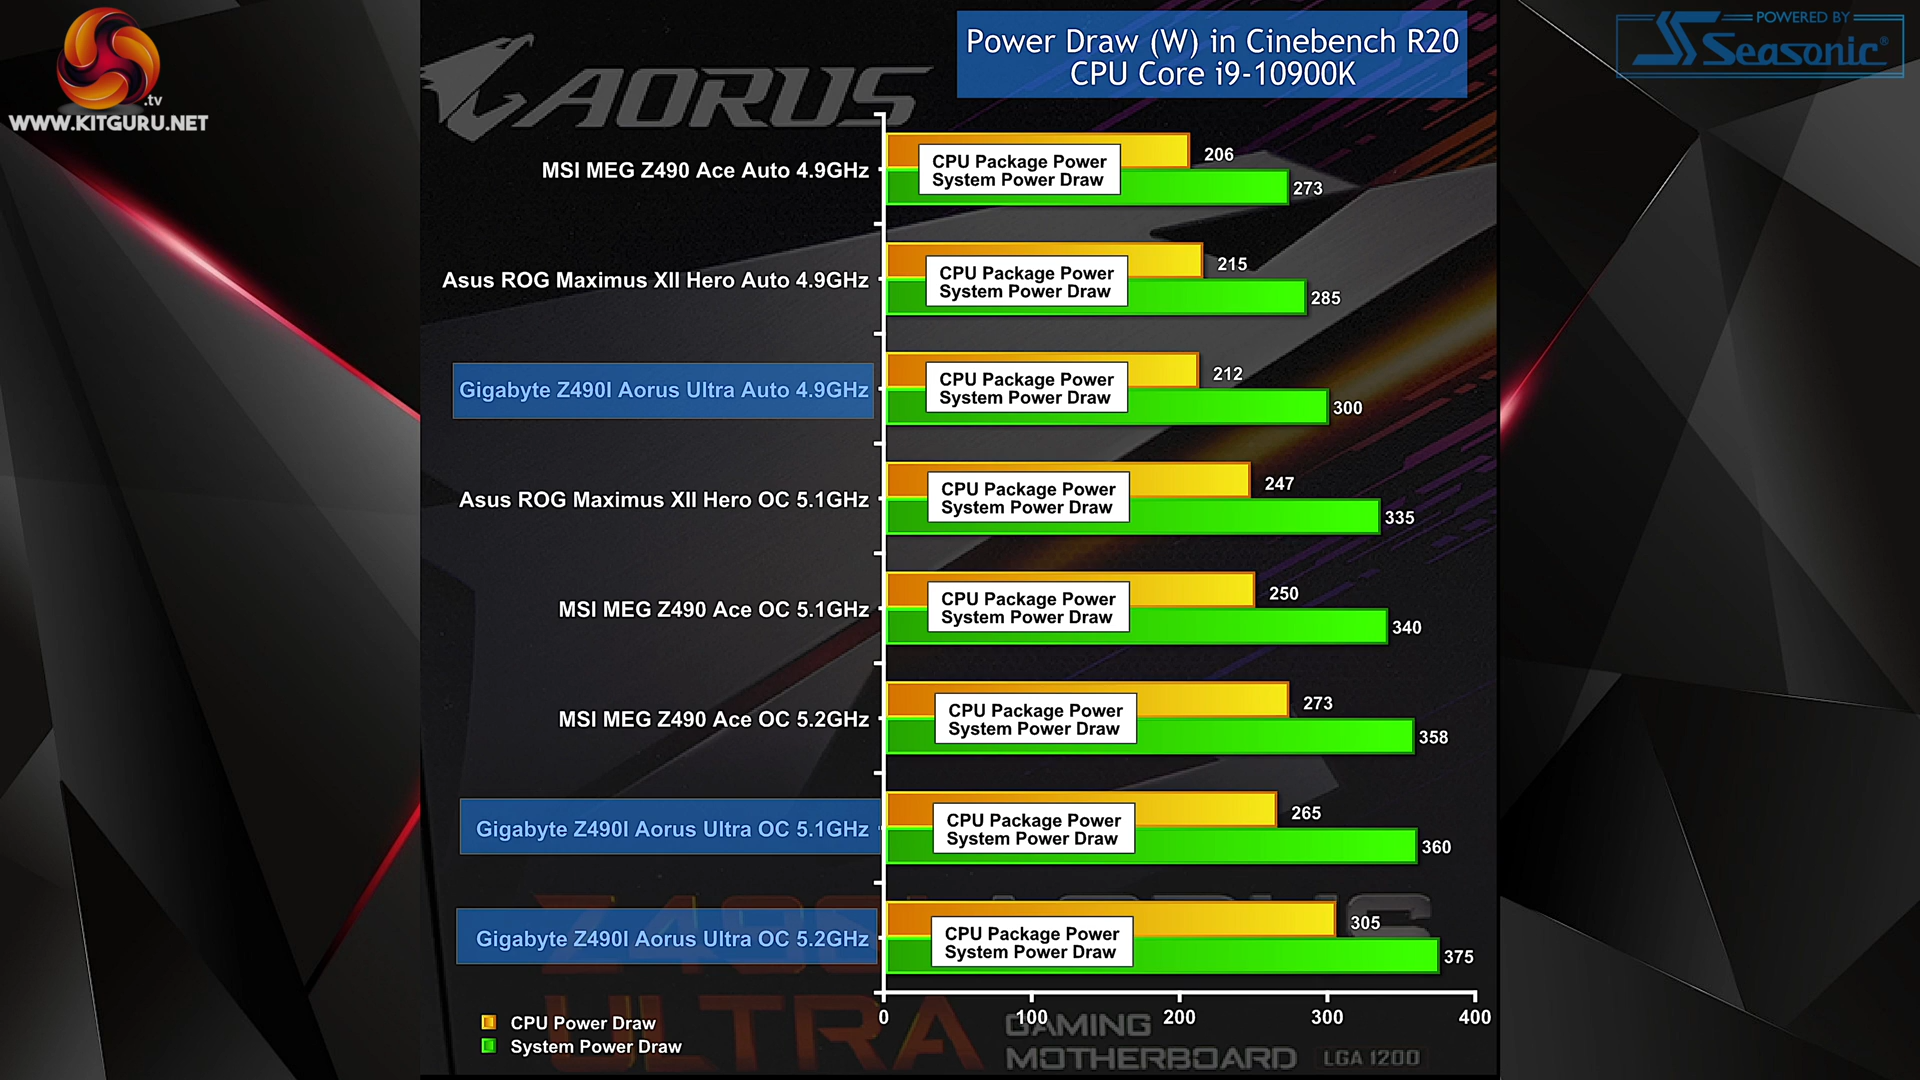 .tv
WWW.KITGURU.NET
AORUS
Power Draw (W) in Cinebench R20
CPU Core i9-10900K
POWERED BY
Seasonic®
MSI MEG Z490 Ace Auto 4.9GHz
CPU Package Power
System Power Draw
206
273
Asus ROG Maximus XII Hero Auto 4.9GHz
CPU Package Power
System Power Draw
215
285
Gigabyte Z490I Aorus Ultra Auto 4.9GHz
CPU Package Power
System Power Draw
212
300
Asus ROG Maximus XII Hero OC 5.1GHz
CPU Package Power
System Power Draw
247
335
MSI MEG Z490 Ace OC 5.1GHz
CPU Package Power
System Power Draw
250
340
MSI MEG Z490 Ace OC 5.2GHz
CPU Package Power
System Power Draw
273
358
Gigabyte Z490I Aorus Ultra OC 5.1GHz
CPU Package Power
System Power Draw
265
360
Gigabyte Z490I Aorus Ultra OC 5.2GHz
CPU Package Power
System Power Draw
305
375
0 100 200 300 400
CPU Power Draw
System Power Draw
ULTRA
GAMING
MOTHERBOARD LGA 1200